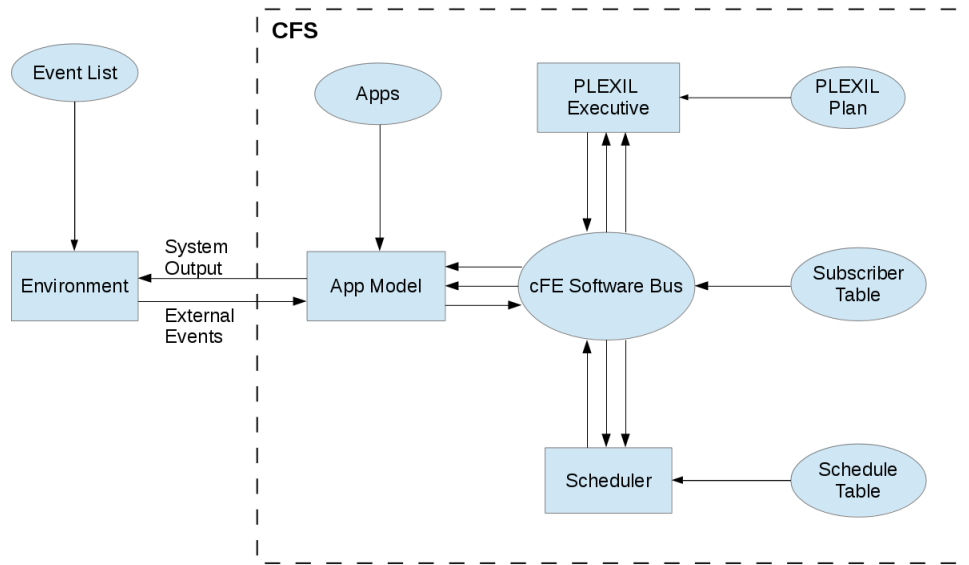 CFS
Event List
Apps
PLEXIL
Executive
PLEXIL
Plan
System
Output
Environment
App Model
cFE Software Bus
Subscriber
Table
External
Events
Scheduler
Schedule
Table